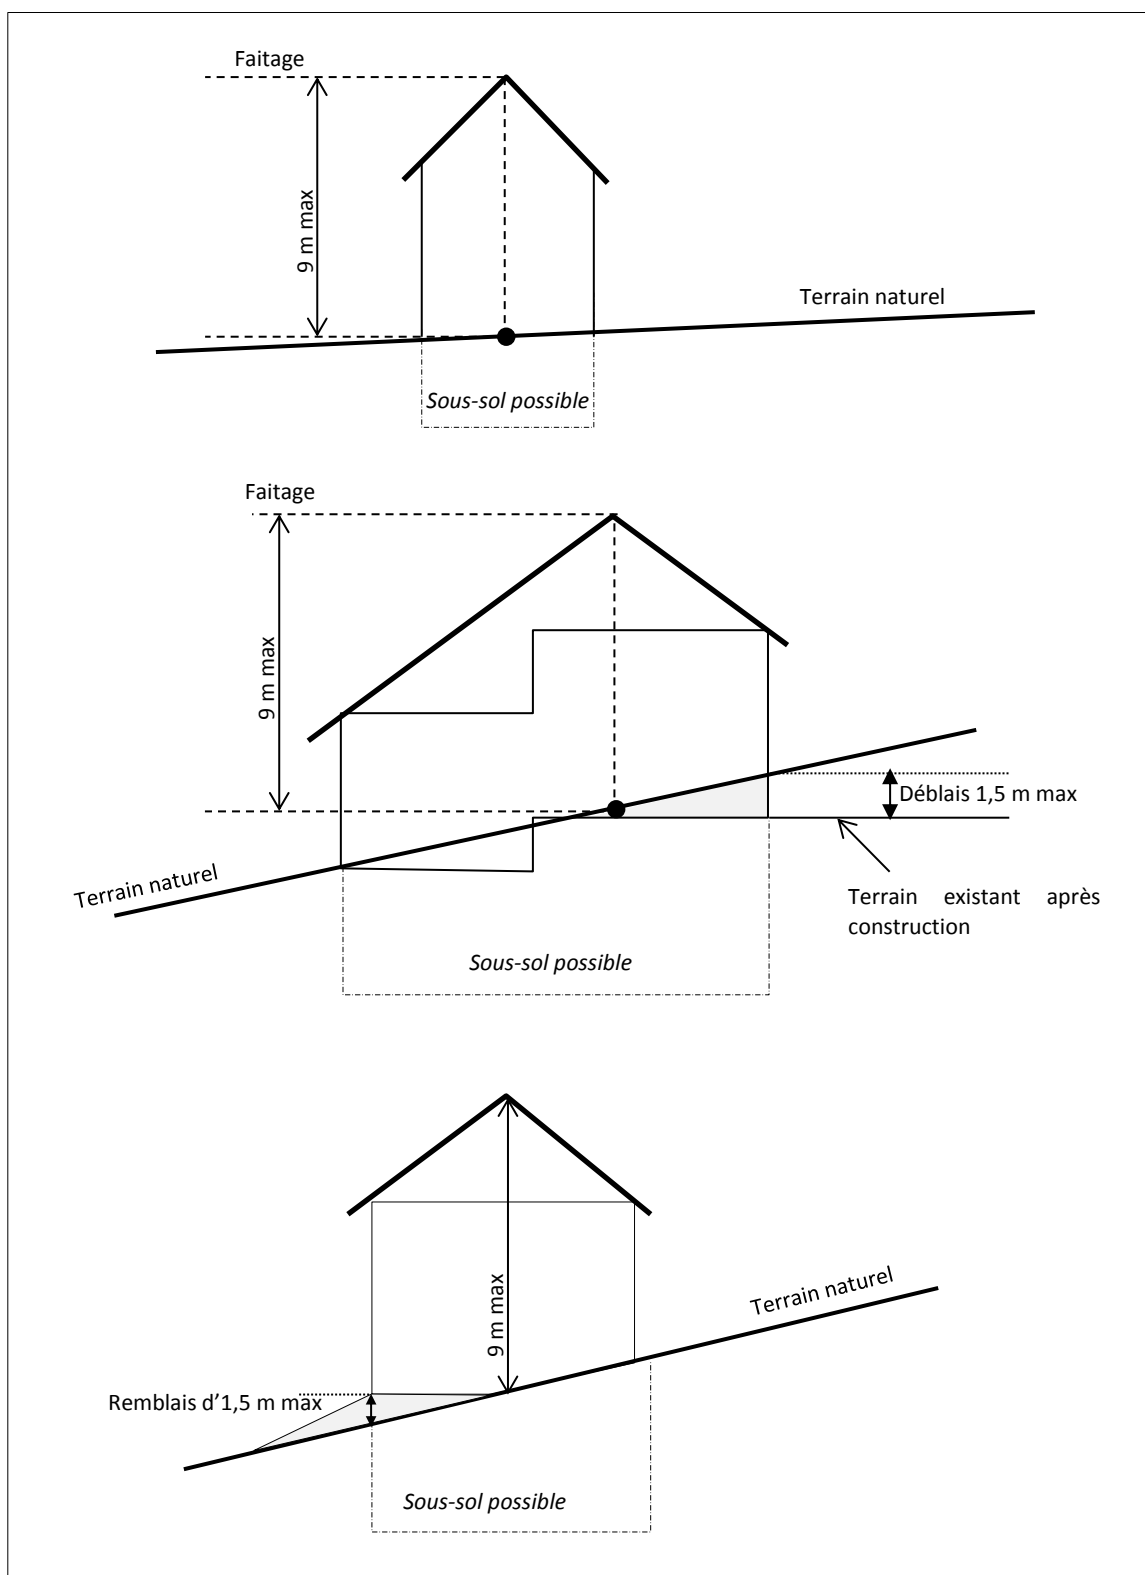 Faitage
9 m max
Terrain naturel
Sous-sol possible
Faitage
9 m max
Déblais 1,5 m max
Terrain naturel
Terrain existant après
construction
Sous-sol possible
9 m max
Terrain naturel
Remblais d'1,5 m max
Sous-sol possible